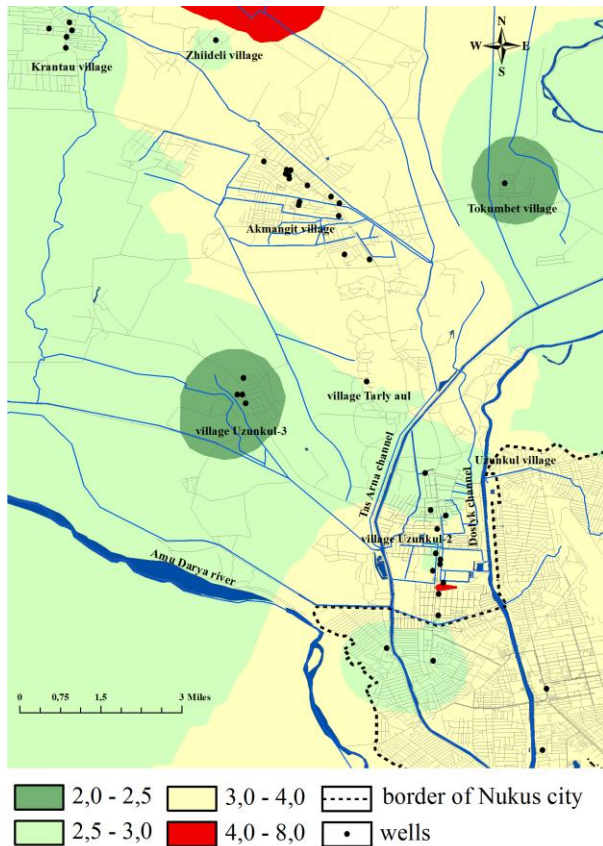 N
W E
S
Krantau village
Zhiideli village
Tokumbet village
Akmangit village
village Tarly aul
village Uzunkul-3
Tas Arna channel
Uzunkul village
Dostyk channel
village Uzunkul-2
Amu Darya river
0 0,75 1,5 3 Miles
2,0 - 2,5 3,0 - 4,0 border of Nukus city
2,5 - 3,0 4,0 - 8,0 wells